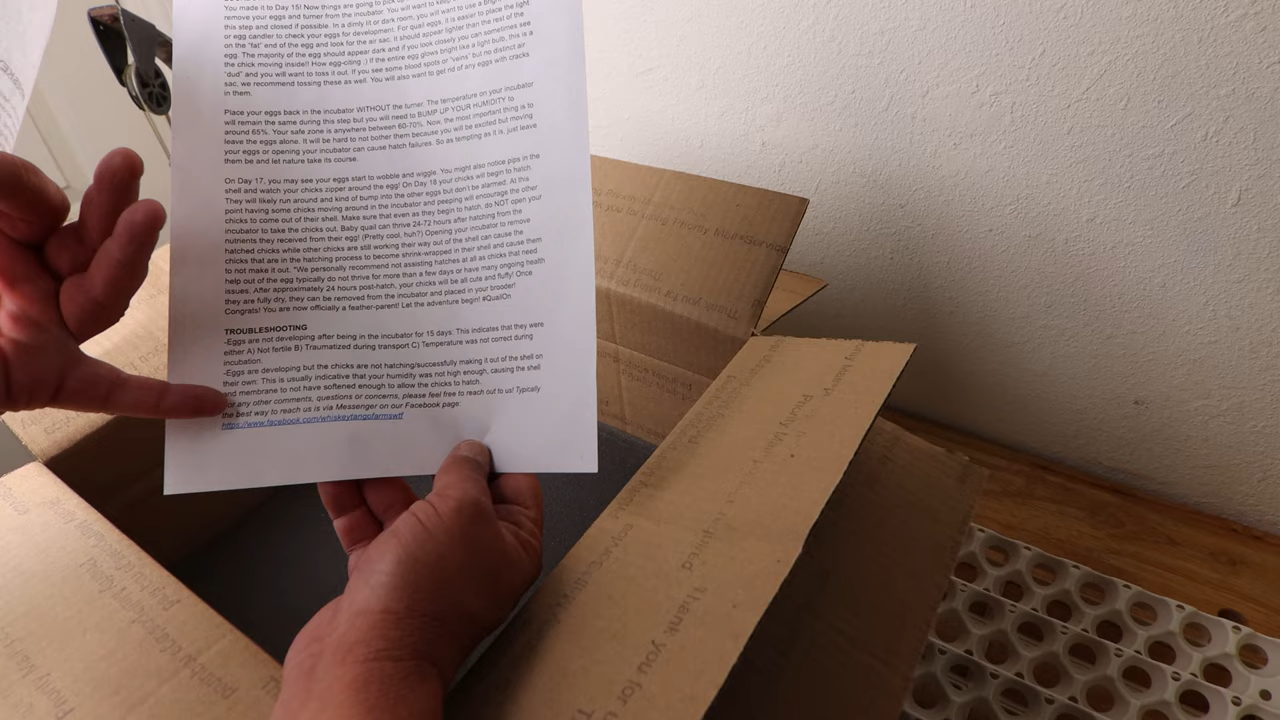 You made it to Day 15! Now things are going to pick up
remove your eggs and turner from the incubator. You will want to keep
this step and closed if possible. In a dimly lit or dark room, you will want to use a bright
or egg candler to check your eggs for development. For quail eggs, it is easier to place the light
on the "fat" end of the egg and look for the air sac. It should appear lighter than the rest of the
egg. The majority of the egg should appear dark and if you look closely you can sometimes see
the chick moving inside!! How egg-citing :) If the entire egg glows bright like a light bulb, this is a
"dud" and you will want to toss it out. If you see some blood spots or "veins" but no distinct air
sac, we recommend tossing these as well. You will also want to get rid of any eggs with cracks
in them.
Place your eggs back in the incubator WITHOUT the turner. The temperature on your incubator
will remain the same during this step but you will need to BUMP UP YOUR HUMIDITY to
around 65%. Your safe zone is anywhere between 60-70%. Now, the most important thing is to
leave the eggs alone. It will be hard to not bother them because you will be excited but moving
your eggs or opening your incubator can cause hatch failures. So as tempting as it is, just leave
them be and let nature take its course.
On Day 17, you may see your eggs start to wobble and wiggle. You might also notice pips in the
shell and watch your chicks zipper around the egg! On Day 18 your chicks will begin to hatch.
They will likely run around and kind of bump into the other eggs but don't be alarmed. At this
point having some chicks moving around in the incubator and peeping will encourage the other
chicks to come out of their shell. Make sure that even as they begin to hatch, do NOT open your
incubator to take the chicks out. Baby quail can thrive 24-72 hours after hatching from the
nutrients they received from their egg! (Pretty cool, huh?) Opening your incubator to remove
hatched chicks while other chicks are still working their way out of the shell can cause the
chicks that are in the hatching process to become shrink-wrapped in their shell and cause them
to not make it out. *We personally recommend not assisting hatches at all as chicks that need
help out of the egg typically do not thrive for more than a few days or have many ongoing health
issues. After approximately 24 hours post-hatch, your chicks will be all cute and fluffy! Once
they are fully dry, they can be removed from the incubator and placed in your brooder!
Congrats! You are now officially a feather-parent! Let the adventure begin! #QuailOn
TROUBLESHOOTING
-Eggs are not developing after being in the incubator for 15 days: This indicates that they were
either A) Not fertile B) Traumatized during transport C) Temperature was not correct during
incubation.
-Eggs are developing but the chicks are not hatching/successfully making it out of the shell on
their own: This is usually indicative that your humidity was not high enough, causing the shell
and membrane to not have softened enough to allow the chicks to hatch.
For any other comments, questions or concerns, please feel free to reach out to us! Typically
the best way to reach us is via Messenger on our Facebook page:
https://www.facebook.com/whiskeytangofarmswtf
Thank you for using Priority Mail Service
Thank you for